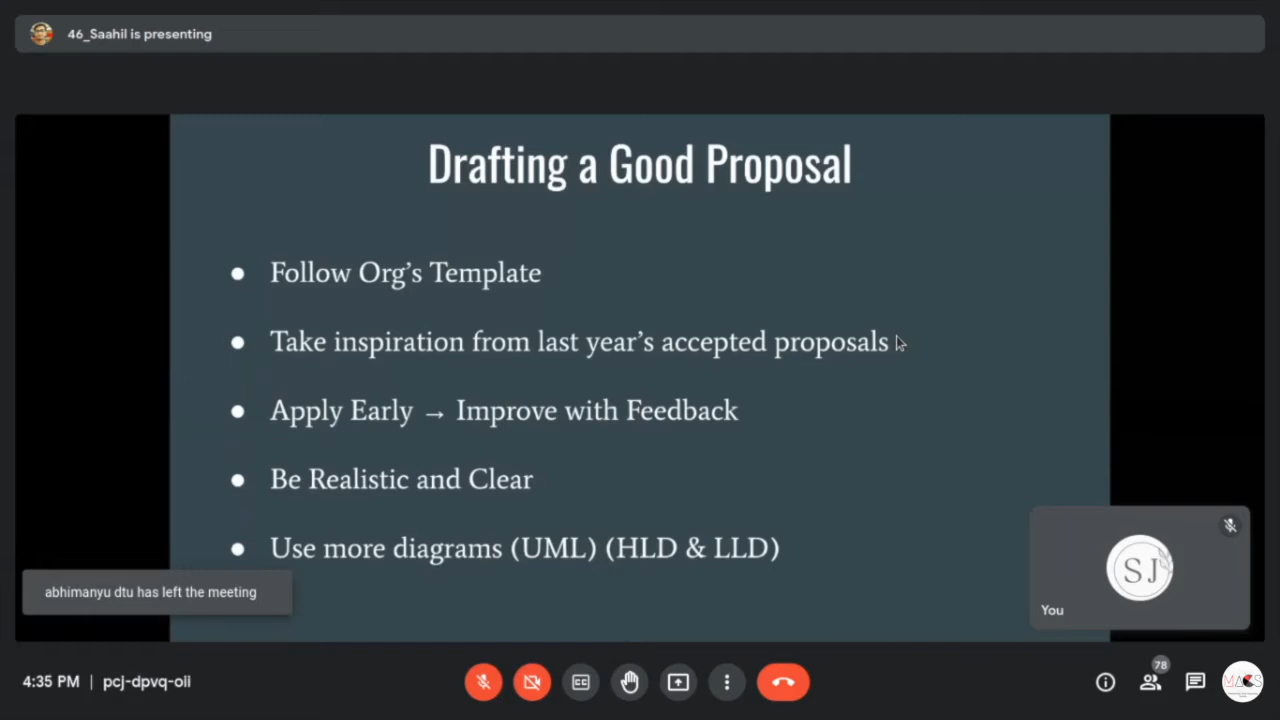 46_Saahil is presenting
Drafting a Good Proposal
● Follow Org's Template
● Take inspiration from last year's accepted proposals
● Apply Early → Improve with Feedback
● Be Realistic and Clear
● Use more diagrams (UML) (HLD & LLD)
abhimanyu dtu has left the meeting
SJ
You
4:35 PM | pcj-dpvq-oii
CC
78
MACS